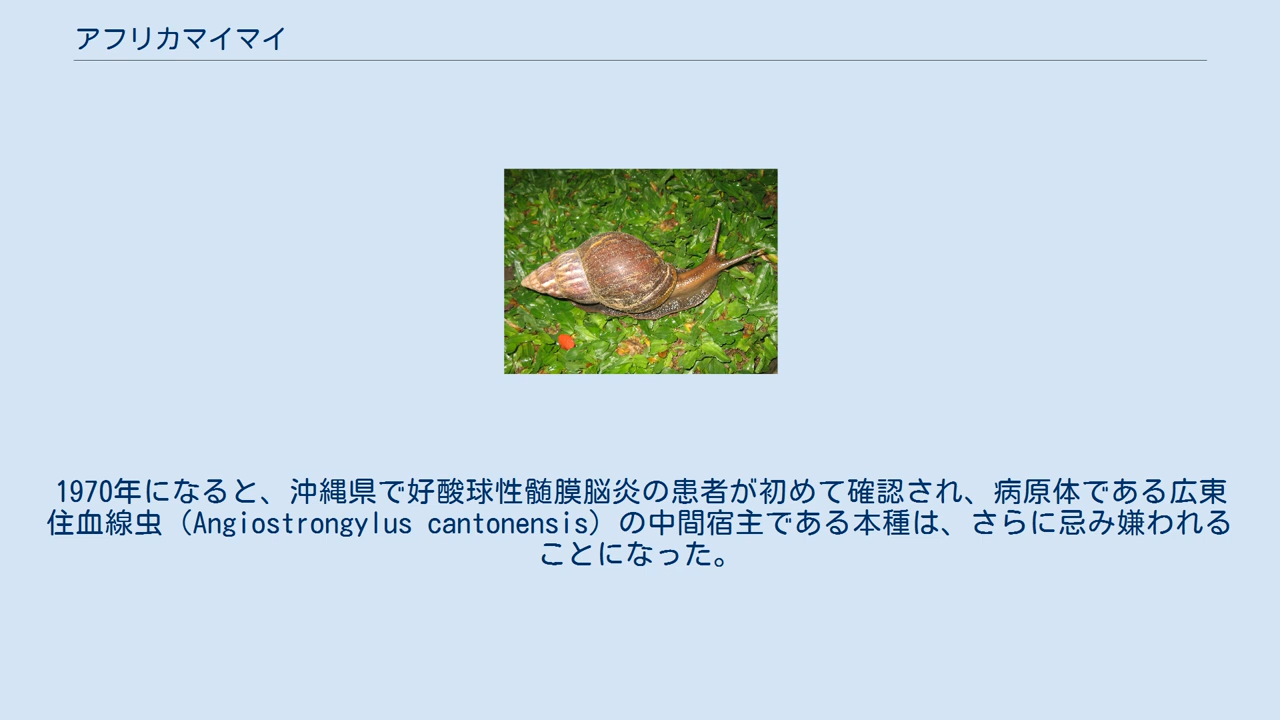 アフリカマイマイ
1970年になると、沖縄県で好酸球性髄膜脳炎の患者が初めて確認され、病原体である広東
住血線虫（Angiostrongylus cantonensis）の中間宿主である本種は、さらに忌み嫌われる
ことになった。